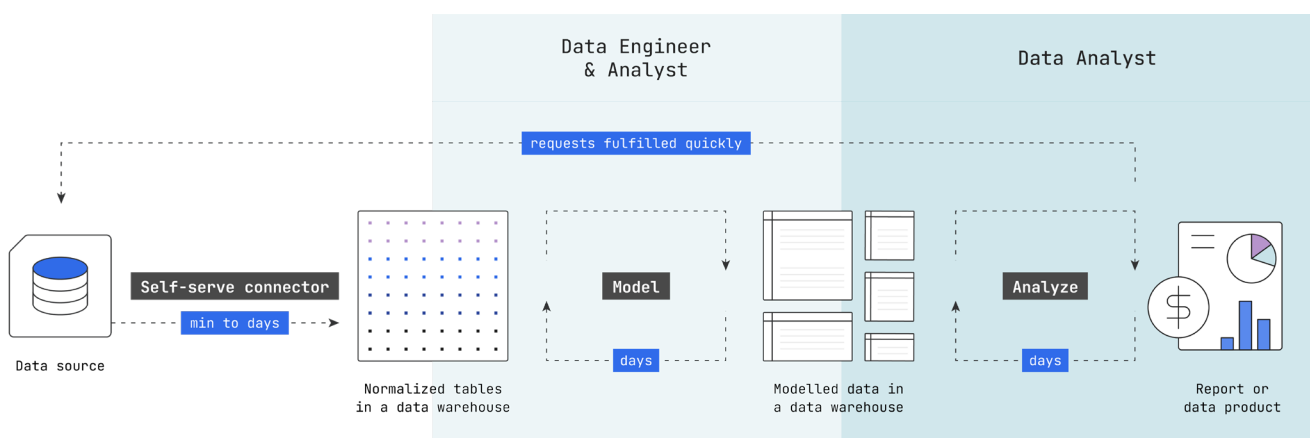 Data Engineer
& Analyst
Data Analyst
requests fulfilled quickly
Self-serve connector
min to days
Data source
Normalized tables
in a data warehouse
Model
days
Modelled data in
a data warehouse
Analyze
days
$
Report or
data product